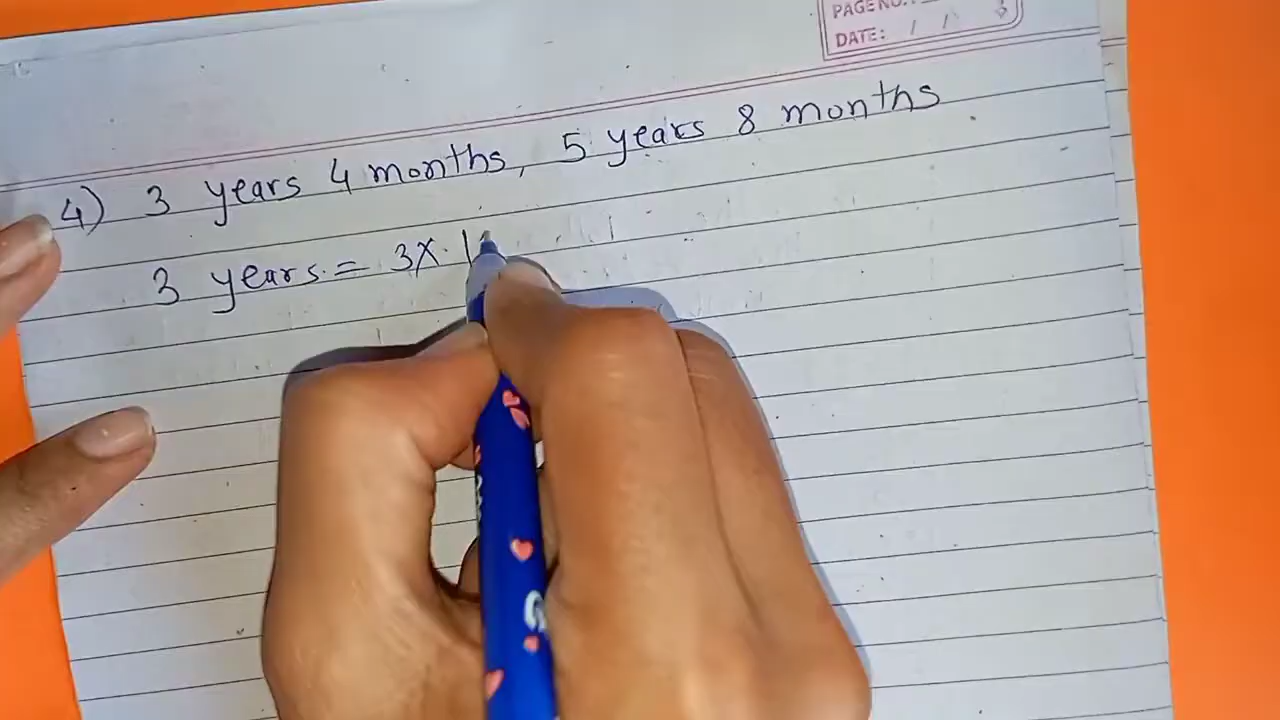 PAGE NO.:
DATE: / /
4) 3 years 4 months, 5 years 8 months
3 years = 3X 1